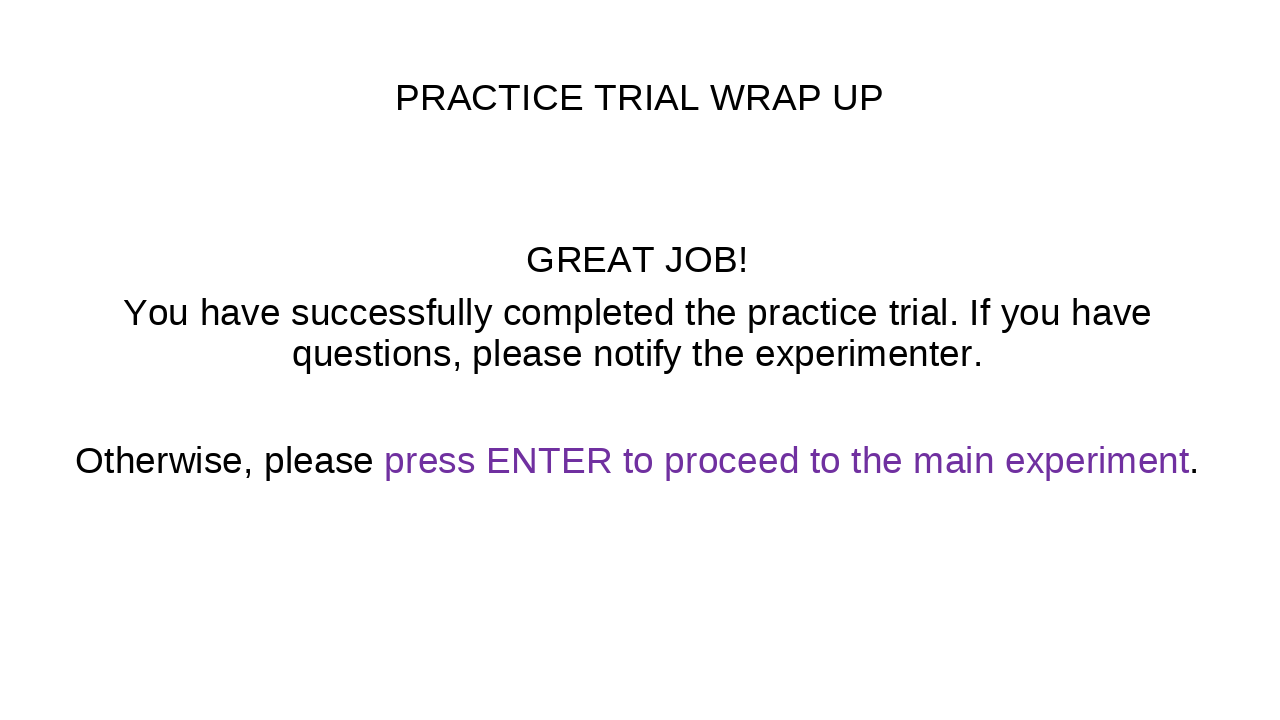 PRACTICE TRIAL WRAP UP
GREAT JOB!
You have successfully completed the practice trial. If you have
questions, please notify the experimenter.
Otherwise, please press ENTER to proceed to the main experiment.